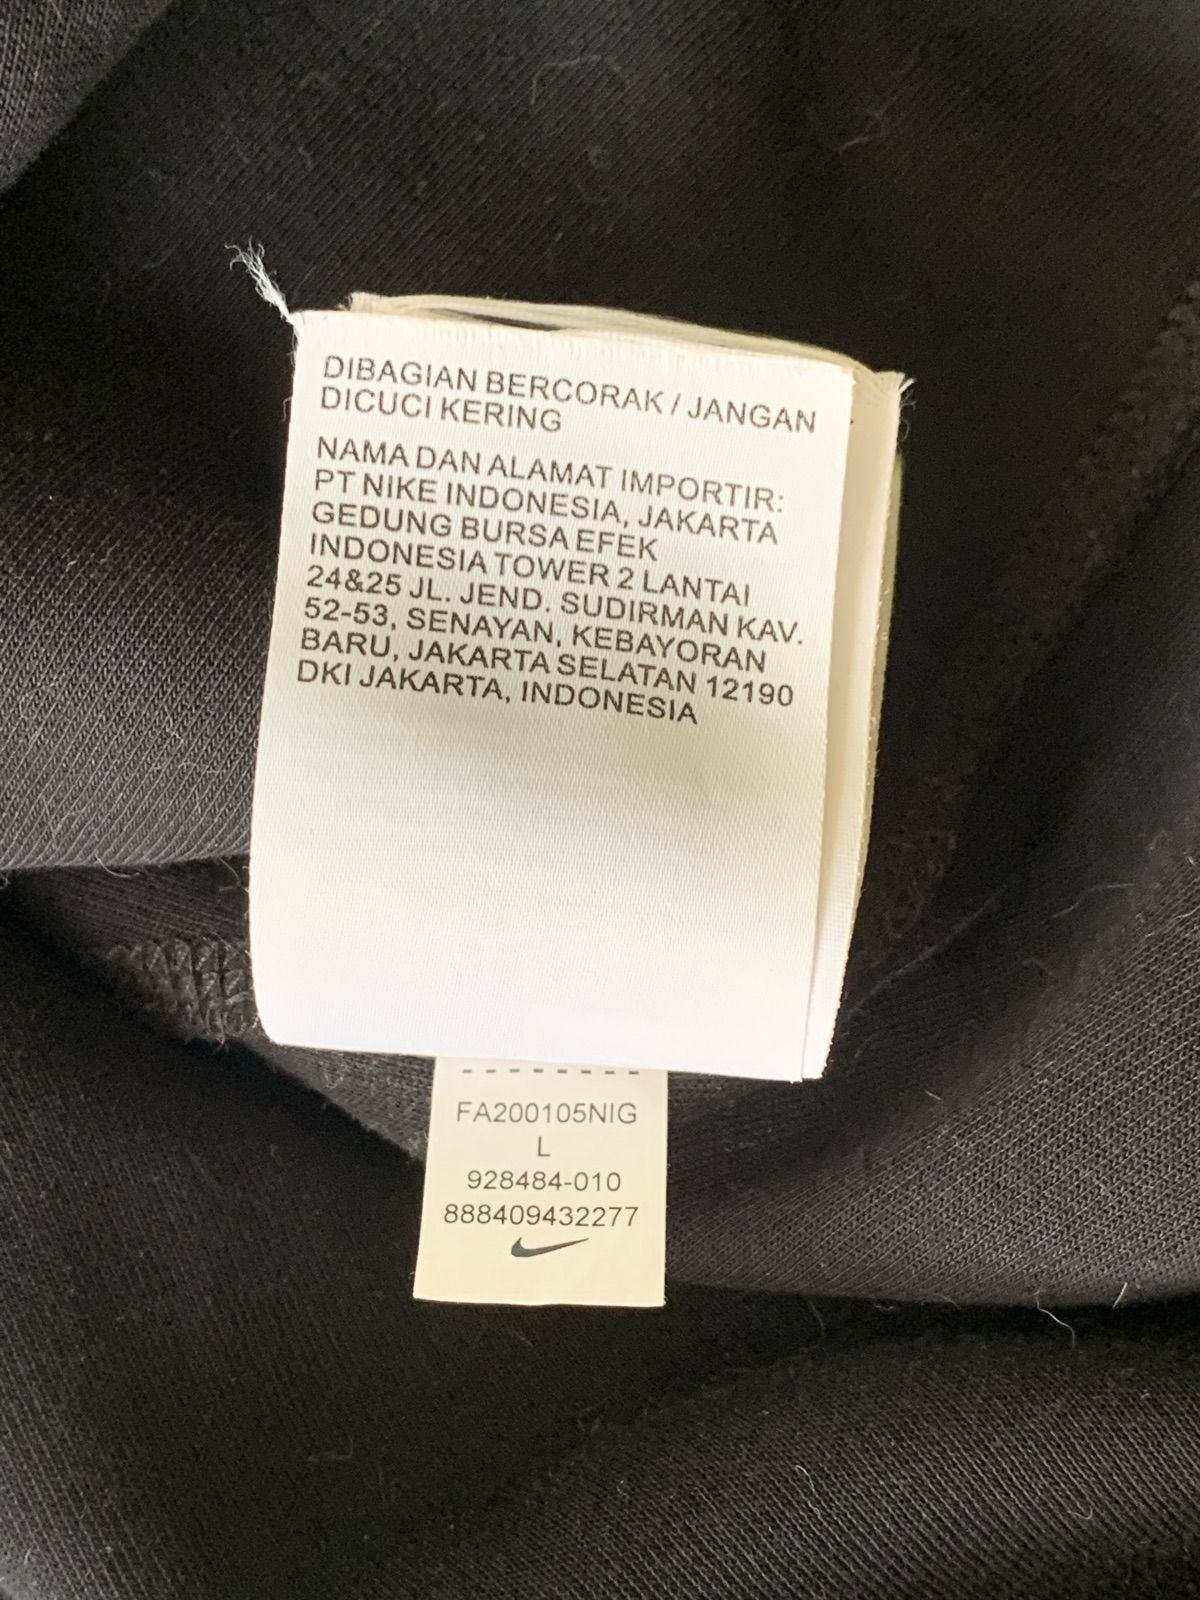 DIBAGIAN BERCORAK / JANGAN
DICUCI KERING
NAMA DAN ALAMAT IMPORTIR:
PT NIKE INDONESIA, JAKARTA
GEDUNG BURSA EFEK
INDONESIA TOWER 2 LANTAI
24&25 JL. JEND. SUDIRMAN KAV.
52-53, SENAYAN, KEBAYORAN
BARU, JAKARTA SELATAN 12190
DKI JAKARTA, INDONESIA
FA200105NIG
L
928484-010
888409432277